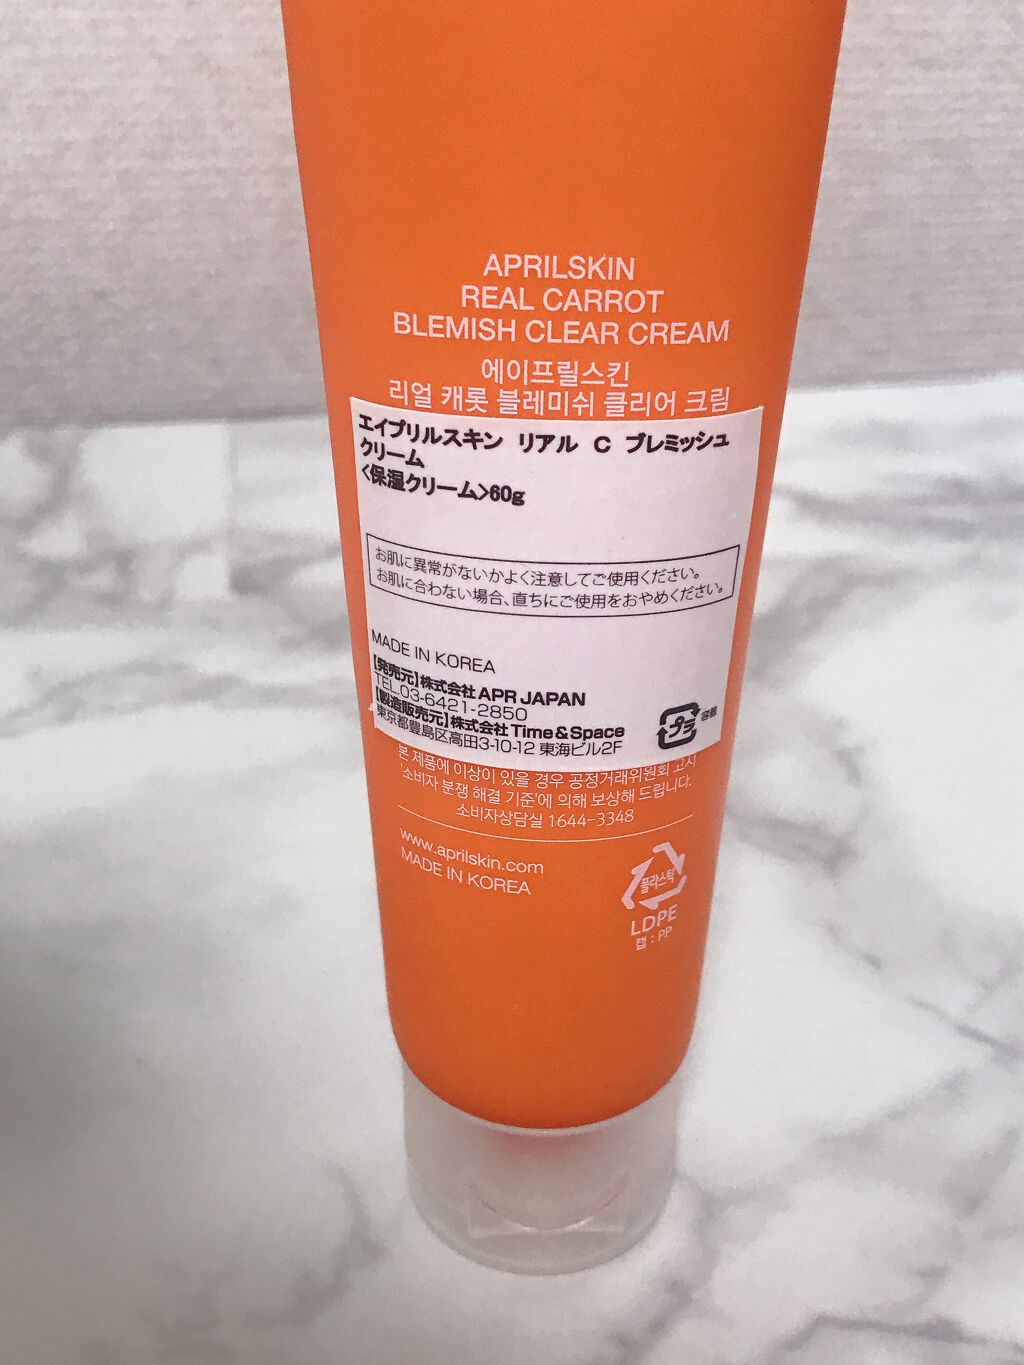 APRILSKIN
REAL CARROT
BLEMISH CLEAR CREAM
에이프릴스킨
리얼 캐롯 블레미쉬 클리어 크림
エイプリルスキン リアル C ブレミッシュ
クリーム
<保湿クリーム>60g
お肌に異常がないかよく注意してご使用ください。
お肌に合わない場合、直ちにご使用をおやめください。
MADE IN KOREA
【発売元】株式会社 APR JAPAN
TEL.03-6421-2850
【製造販売元】株式会社 Time&Space
東京都豊島区高田3-10-12 東海ビル2F
プラ
容器
본 제품에 이상이 있을 경우 공정거래위원회 고시
'소비자 분쟁 해결 기준'에 의해 보상해 드립니다.
소비자상담실 1644-3348
www.aprilskin.com
MADE IN KOREA
플라스틱
LDPE
캡 : PP